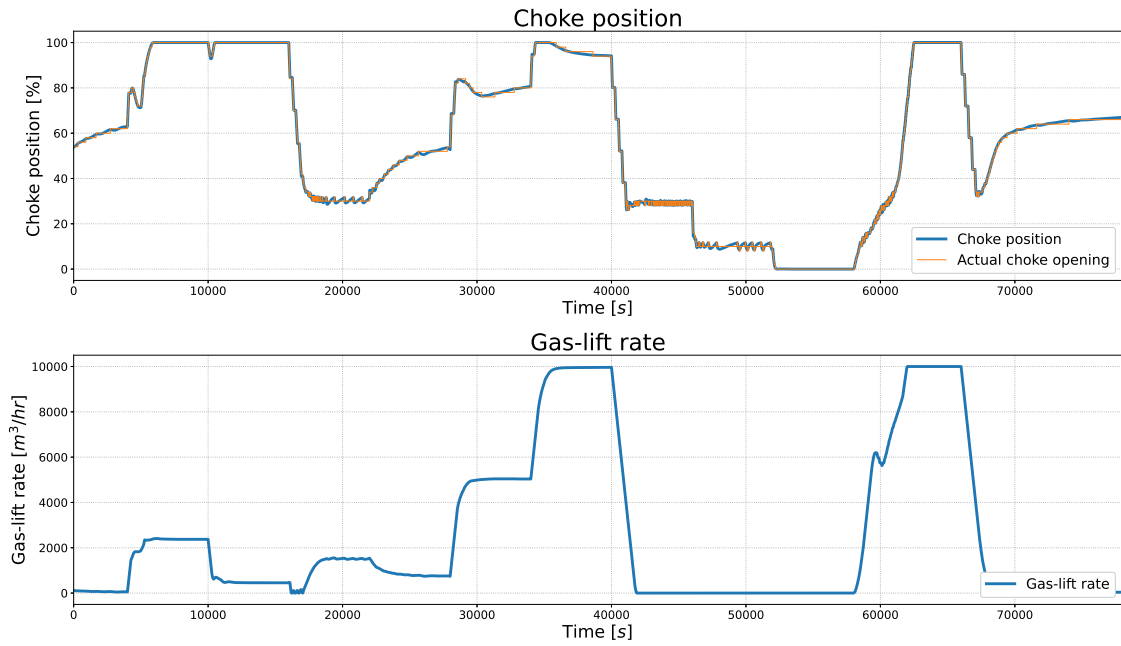 Choke position
Choke position [%]
100
80
60
40
20
0
Choke position
Actual choke opening
0 10000 20000 30000 40000 50000 60000 70000
Time [s]
Gas-lift rate
Gas-lift rate [m³/hr]
10000
8000
6000
4000
2000
0
Gas-lift rate
0 10000 20000 30000 40000 50000 60000 70000
Time [s]